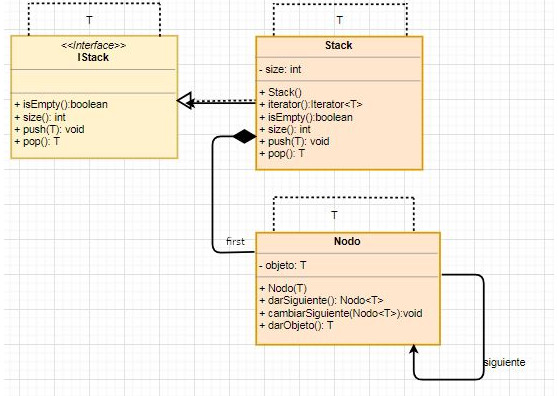 T
<<Interface>>
IStack
+ isEmpty():boolean
+ size(): int
+ push(T): void
+ pop(): T
T
Stack
- size: int
+ Stack()
+ iterator():Iterator<T>
+ isEmpty():boolean
+ size(): int
+ push(T): void
+ pop(): T
first
T
Nodo
- objeto: T
+ Nodo(T)
+ darSiguiente(): Nodo<T>
+ cambiarSiguiente(Nodo<T>):void
+ darObjeto(): T
siguiente